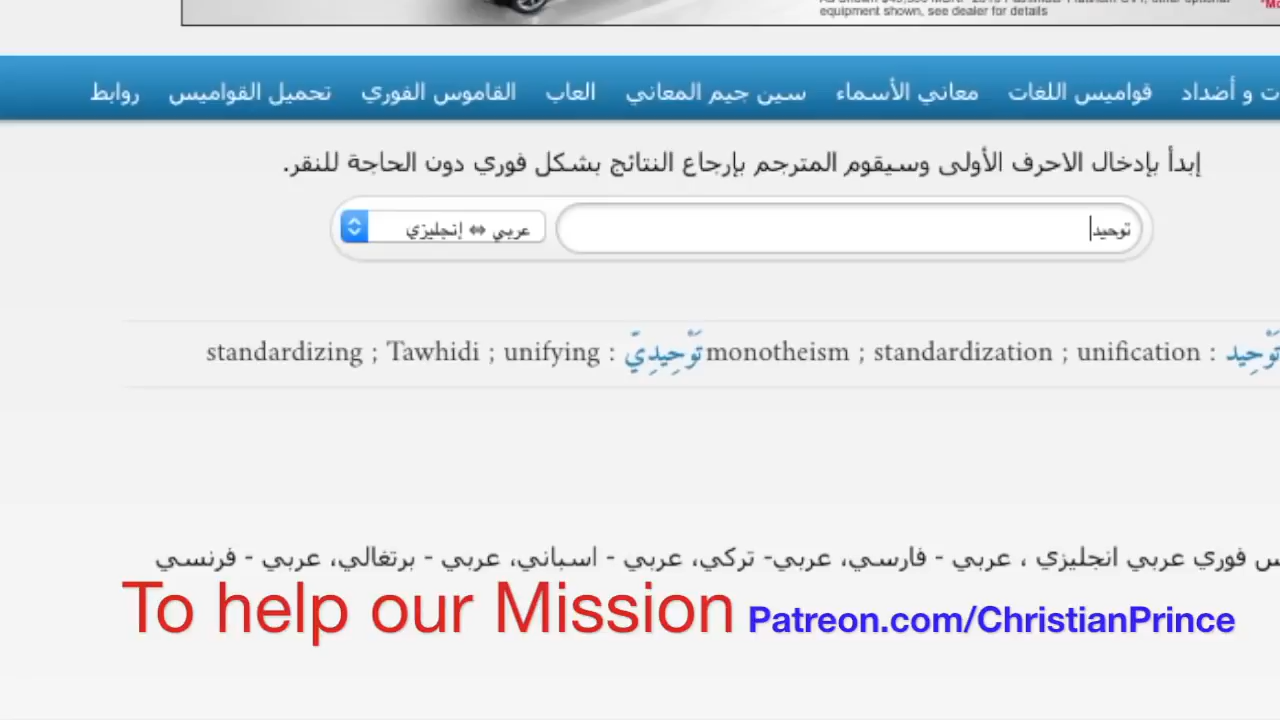 equipment shown, see dealer for details
ت و أضداد قواميس اللغات معاني الأسماء سين جيم المعاني العاب القاموس الفوري تحميل القواميس روابط
إبدأ بإدخال الاحرف الأولى وسيقوم المترجم بإرجاع النتائج بشكل فوري دون الحاجة للنقر.
توحيد عربي ⇔ إنجليزي
تَوْحِيد : monotheism ; standardization ; unification تَوْحِيدِيّ : standardizing ; Tawhidi ; unifying
س فوري عربي انجليزي ، عربي - فارسي، عربي- تركي، عربي - اسباني، عربي - برتغالي، عربي - فرنسي
To help our Mission Patreon.com/ChristianPrince